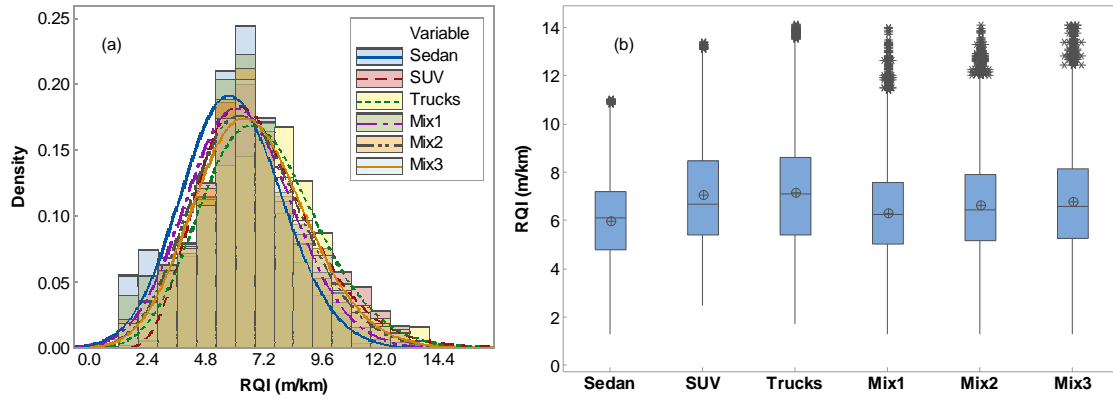 0.25
0.20
0.15
0.10
0.05
0.00
Density
(a)
Variable
Sedan
SUV
Trucks
Mix1
Mix2
Mix3
0.0 2.4 4.8 7.2 9.6 12.0 14.4
RQI (m/km)
14
12
10
8
6
4
2
0
RQI (m/km)
(b)
Sedan SUV Trucks Mix1 Mix2 Mix3